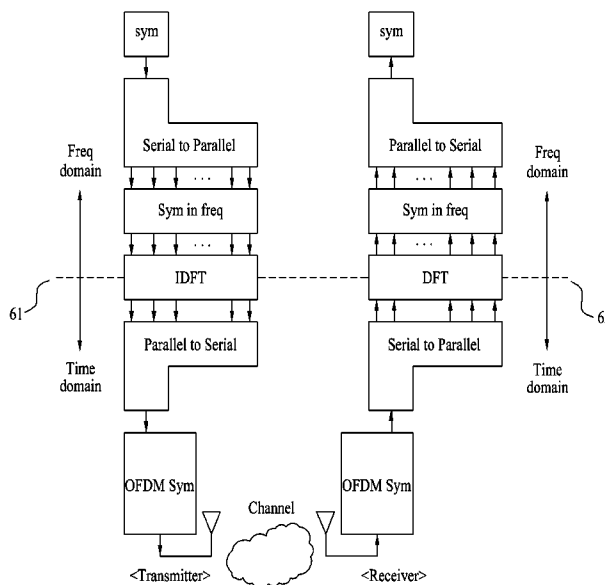 sym
sym
Serial to Parallel
Parallel to Serial
Freq
domain
Freq
domain
...
...
Sym in freq
Sym in freq
...
...
IDFT
DFT
61
6
Parallel to Serial
Serial to Parallel
Time
domain
Time
domain
...
...
OFDM Sym
OFDM Sym
Channel
<Transmitter>
<Receiver>